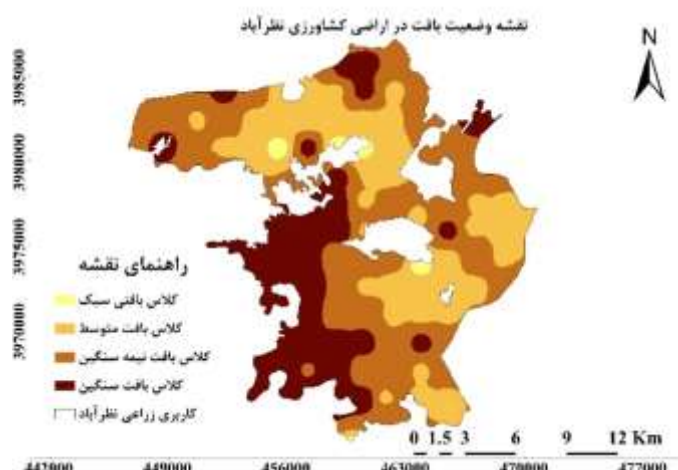 نقشه وضعیت بافت در اراضی کشاورزی نظرآباد
N
3985000
3980000
3975000
3970000
راهنمای نقشه
کلاس بافتی سبک
کلاس بافت متوسط
کلاس بافت نیمه سنگین
کلاس بافت سنگین
کاربری زراعی نظرآباد
0 1.5 3 6 9 12 Km
442000 449000 456000 463000 470000 477000